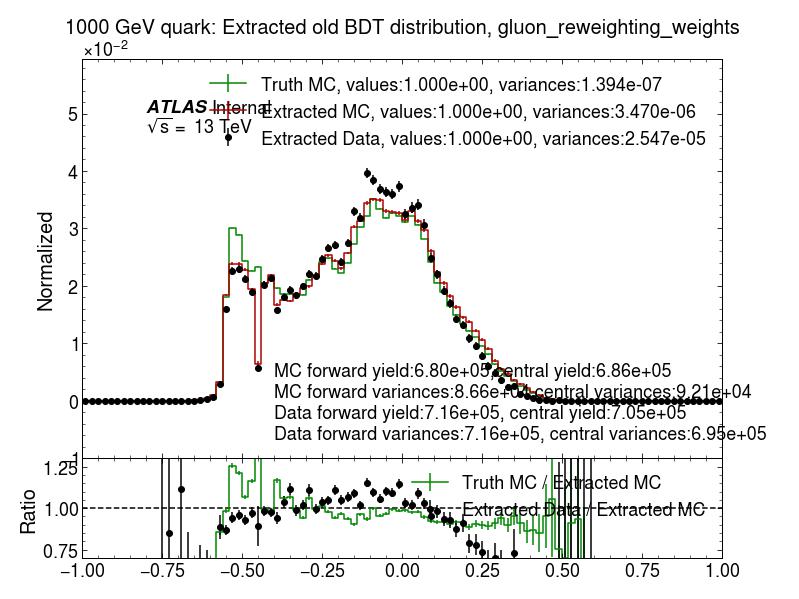 1000 GeV quark: Extracted old BDT distribution, gluon_reweighting_weights
×10⁻²
Truth MC, values:1.000e+00, variances:1.394e-07
ATLAS Internal
Extracted MC, values:1.000e+00, variances:3.470e-06
√s = 13 TeV
Extracted Data, values:1.000e+00, variances:2.547e-05
5
4
3
2
1
0
1
Normalized
MC forward yield:6.80e+05, central yield:6.86e+05
MC forward variances:8.66e+04, central variances:9.21e+04
Data forward yield:7.16e+05, central yield:7.05e+05
Data forward variances:7.16e+05, central variances:6.95e+05
1.25
1.00
0.75
Ratio
Truth MC / Extracted MC
Extracted Data / Extracted MC
−1.00 −0.75 −0.50 −0.25 0.00 0.25 0.50 0.75 1.00